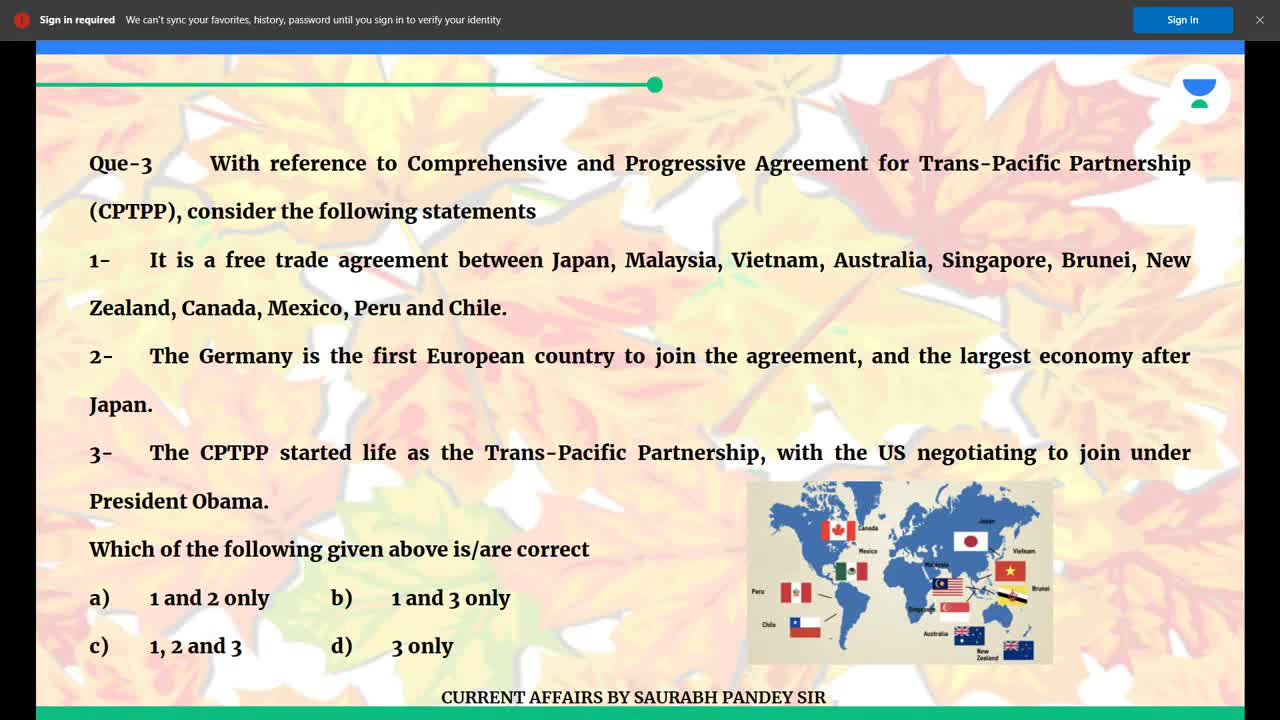 Sign in required We can't sync your favorites, history, password until you sign in to verify your identity Sign in
Que-3 With reference to Comprehensive and Progressive Agreement for Trans-Pacific Partnership
(CPTPP), consider the following statements
1- It is a free trade agreement between Japan, Malaysia, Vietnam, Australia, Singapore, Brunei, New
Zealand, Canada, Mexico, Peru and Chile.
2- The Germany is the first European country to join the agreement, and the largest economy after
Japan.
3- The CPTPP started life as the Trans-Pacific Partnership, with the US negotiating to join under
President Obama.
Which of the following given above is/are correct
a) 1 and 2 only b) 1 and 3 only
c) 1, 2 and 3 d) 3 only
Japan
Canada
Mexico
Vietnam
Malaysia
Peru
Brunei
Singapore
Chile
Australia
New
Zealand
CURRENT AFFAIRS BY SAURABH PANDEY SIR